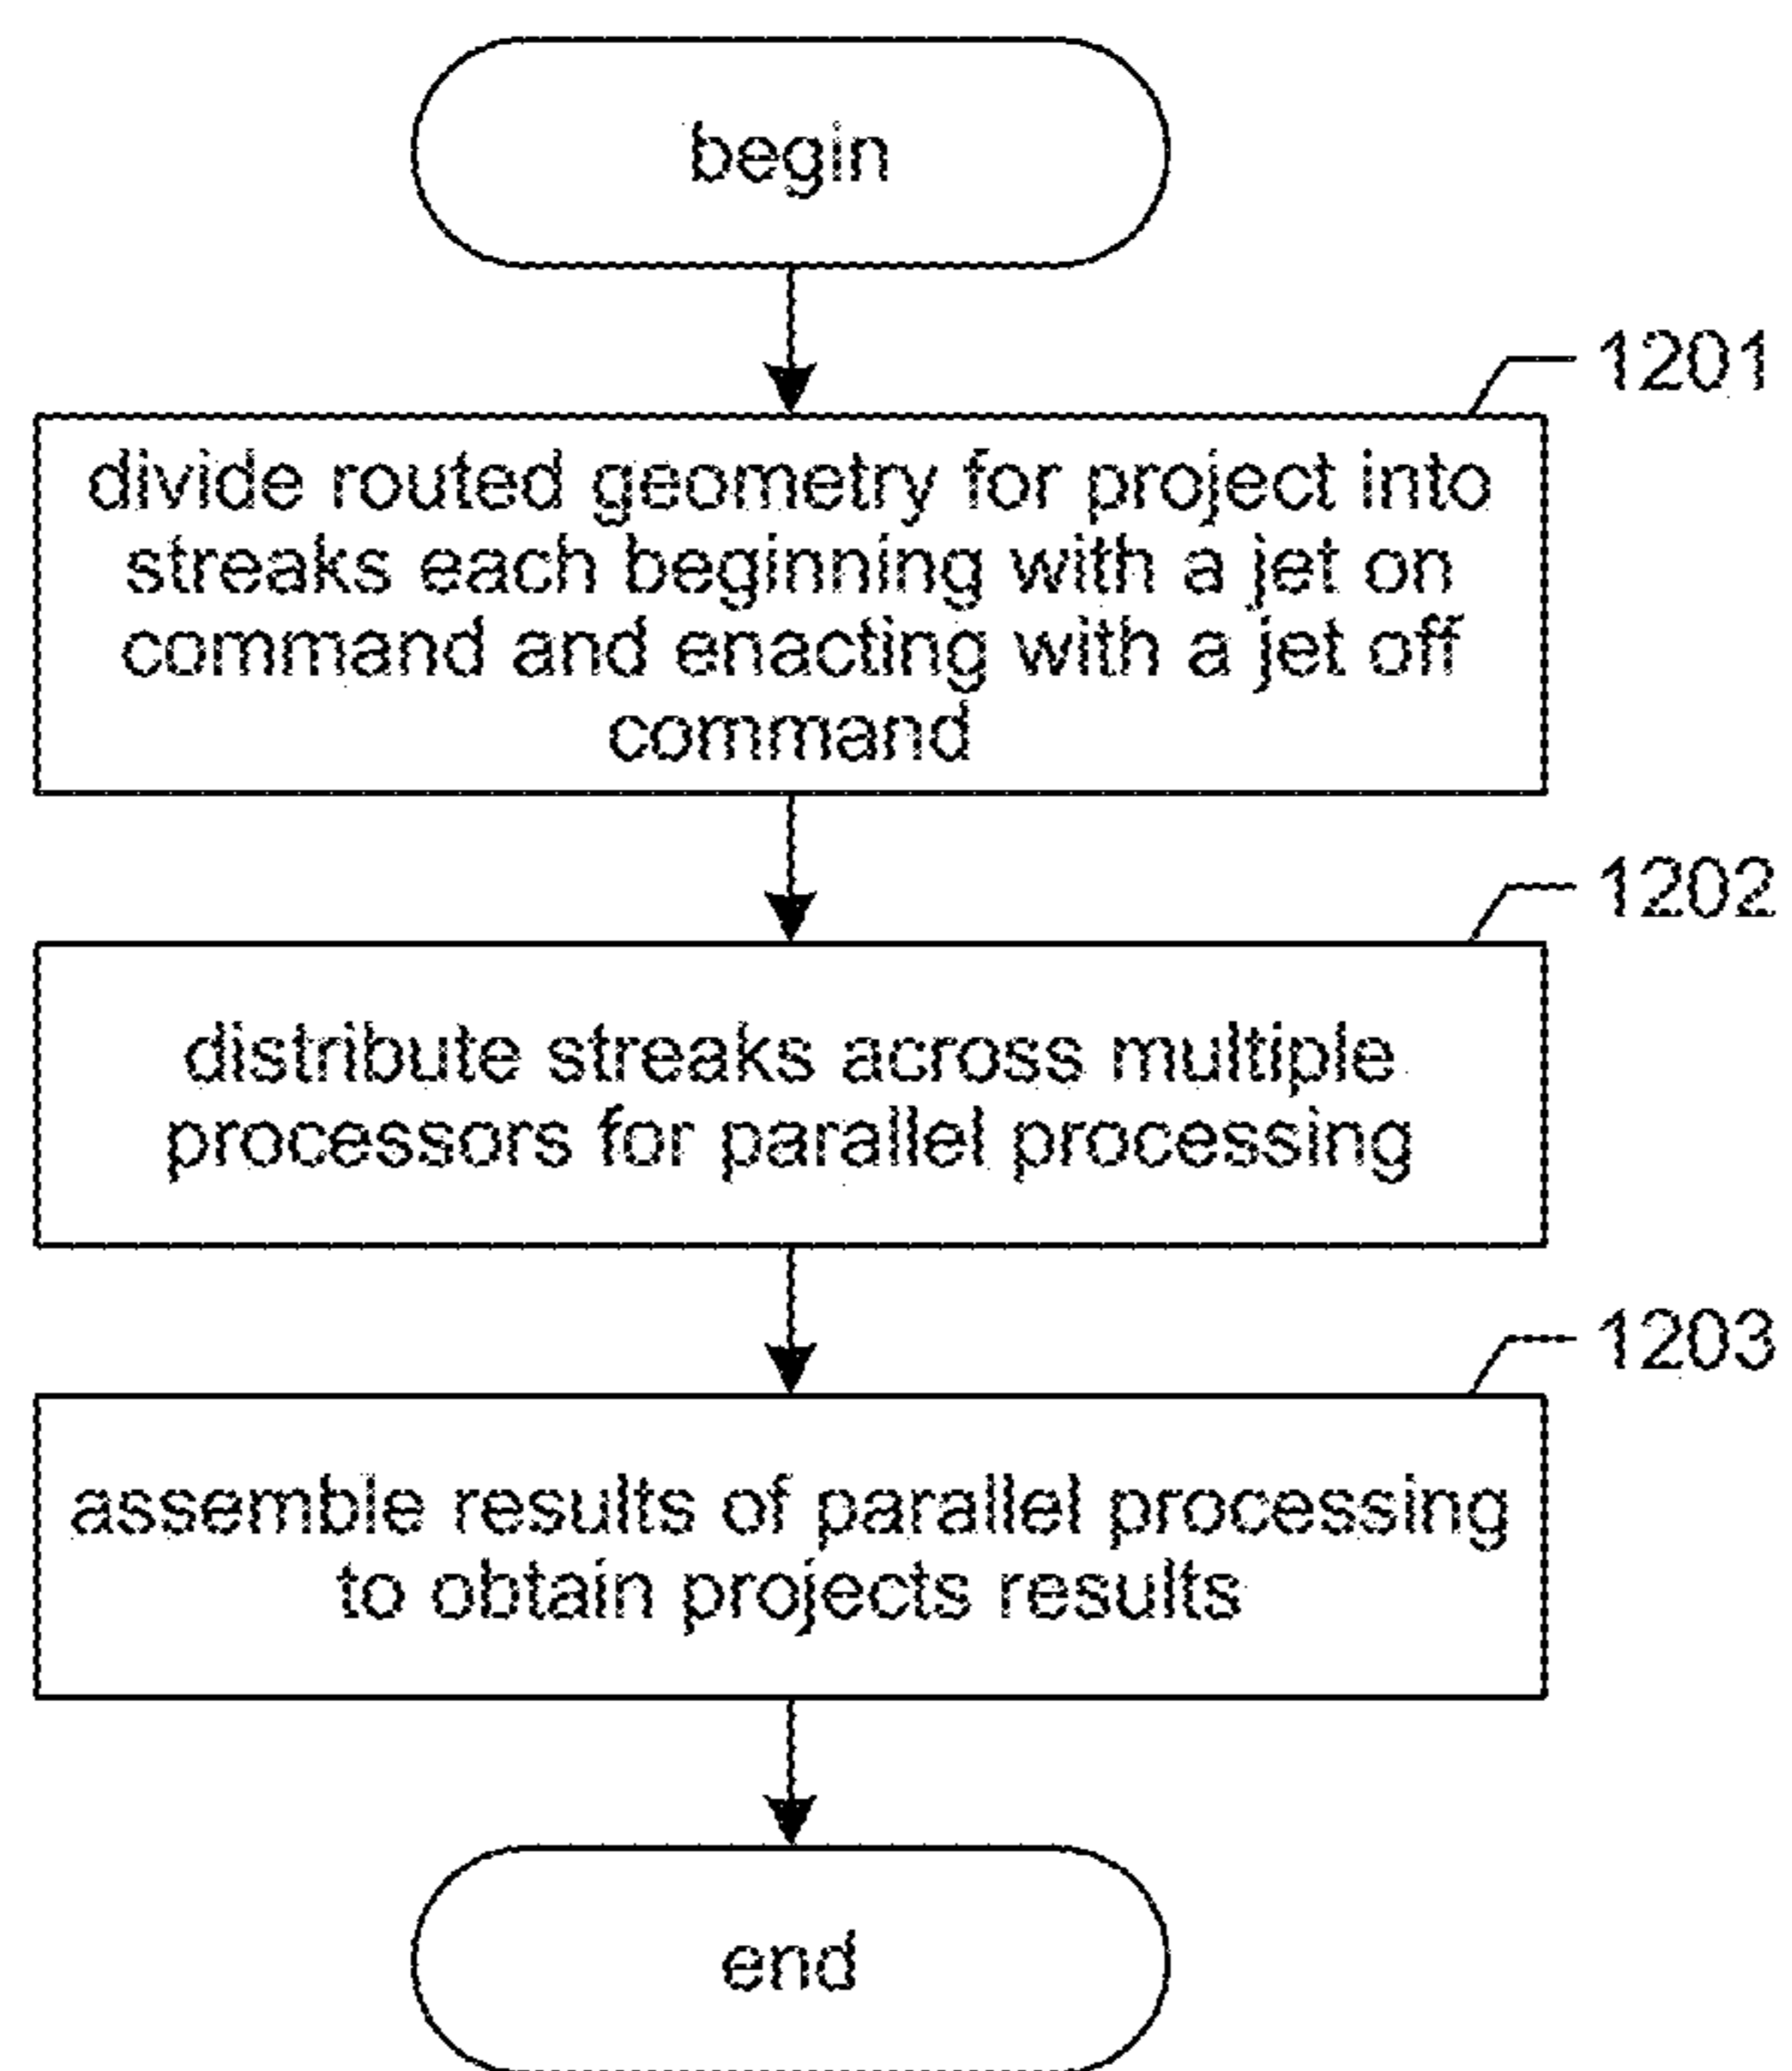 begin
1201
divide routed geometry for project into
streaks each beginning with a jet on
command and enacting with a jet off
command
1202
distribute streaks across multiple
processors for parallel processing
1203
assemble results of parallel processing
to obtain projects results
end